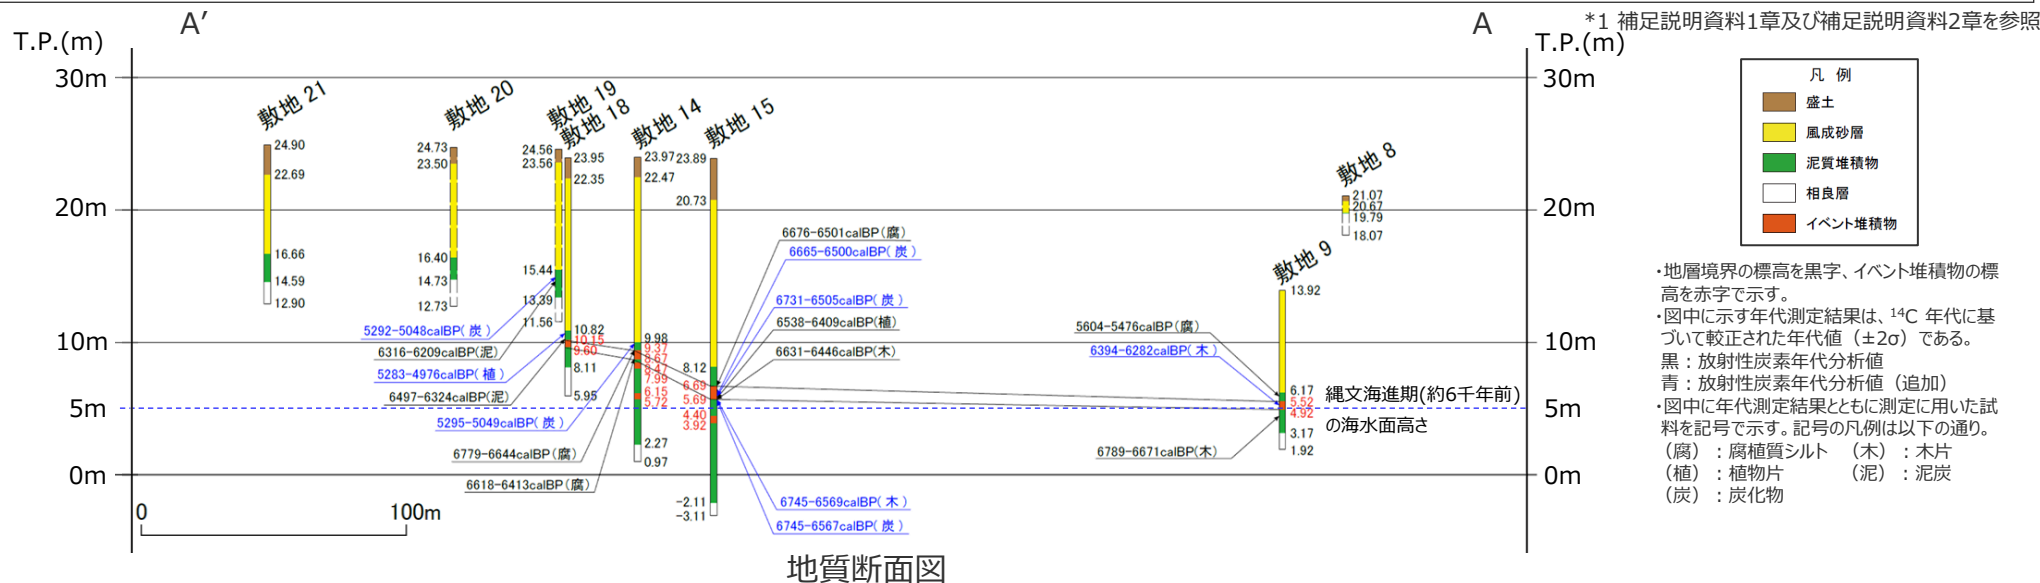 A′
A
*1 補足説明資料1章及び補足説明資料2章を参照
T.P.(m)
T.P.(m)
30m
30m
20m
20m
10m
10m
5m
5m
0m
0m
敷地 21
24.90
22.69
16.66
14.59
12.90
敷地 20
24.73
23.50
16.40
14.73
12.73
敷地 19
24.56
23.56
15.44
13.39
11.56
敷地 18
23.95
22.35
10.82
10.15
9.60
8.11
5.95
敷地 14
23.97
22.47
9.98
9.37
8.67
8.47
7.99
6.15
5.72
2.27
0.97
敷地 15
23.89
20.73
8.12
6.69
5.69
4.40
3.92
-2.11
-3.11
敷地 9
13.92
6.17
5.52
4.92
3.17
1.92
敷地 8
21.07
20.67
19.79
18.07
5292-5048calBP( 炭 )
6316-6209calBP(泥)
5283-4976calBP( 植 )
6497-6324calBP(泥)
5295-5049calBP( 炭 )
6779-6644calBP(腐)
6618-6413calBP(腐)
6676-6501calBP(腐)
6665-6500calBP( 炭 )
6731-6505calBP( 炭 )
6538-6409calBP(植)
6631-6446calBP(木)
6745-6569calBP( 木 )
6745-6567calBP( 炭 )
5604-5476calBP(腐)
6394-6282calBP( 木 )
6789-6671calBP(木)
縄文海進期(約6千年前)
の海水面高さ
0
100m
地質断面図
凡 例
盛土
風成砂層
泥質堆積物
相良層
イベント堆積物
・地層境界の標高を黒字、イベント堆積物の標
高を赤字で示す。
・図中に示す年代測定結果は、¹⁴C 年代に基
づいて較正された年代値（±2σ）である。
黒：放射性炭素年代分析値
青：放射性炭素年代分析値（追加）
・図中に年代測定結果とともに測定に用いた試
料を記号で示す。記号の凡例は以下の通り。
（腐）：腐植質シルト （木）：木片
（植）：植物片 （泥）：泥炭
（炭）：炭化物